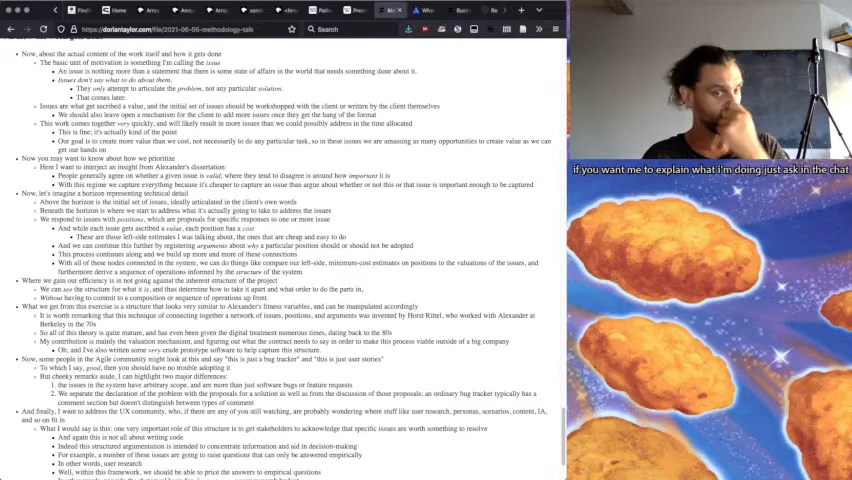 Findi
Home
Array
Ama
Array
cons
<fores
Patte
Pros
Me
What
Gues
Re
https://doriantaylor.com/file/2021-06-05-methodology-talk
Search
Now, about the actual content of the work itself and how it gets done
The basic unit of motivation is something I'm calling the issue
An issue is nothing more than a statement that there is some state of affairs in the world that needs something done about it.
Issues don't say what to do about them.
They only attempt to articulate the problem, not any particular solution.
That comes later.
Issues are what get ascribed a value, and the initial set of issues should be workshopped with the client or written by the client themselves
We should also leave open a mechanism for the client to add more issues once they get the hang of the format
This work comes together very quickly, and will likely result in more issues than we could possibly address in the time allocated
This is fine; it's actually kind of the point
Our goal is to create more value than we cost, not necessarily to do any particular task, so in these issues we are amassing as many opportunities to create value as we can
get our hands on
Now you may want to know about how we prioritize
Here I want to interject an insight from Alexander's dissertation:
People generally agree on whether a given issue is valid; where they tend to disagree is around how important it is
With this regime we capture everything because it's cheaper to capture an issue than argue about whether or not this or that issue is important enough to be captured
Now, let's imagine a horizon representing technical detail
Above the horizon is the initial set of issues, ideally articulated in the client's own words
Beneath the horizon is where we start to address what it's actually going to take to address the issues
We respond to issues with positions, which are proposals for specific responses to one or more issue
And while each issue gets ascribed a value, each position has a cost
These are those left-side estimates I was talking about, the ones that are cheap and easy to do
And we can continue this further by registering arguments about why a particular position should or should not be adopted
This process continues along and we build up more and more of these connections
With all of these nodes connected in the system, we can do things like compare our left-side, minimum-cost estimates on positions to the valuations of the issues, and
furthermore derive a sequence of operations informed by the structure of the system
Where we gain our efficiency is in not going against the inherent structure of the project
We can see the structure for what it is, and thus determine how to take it apart and what order to do the parts in,
Without having to commit to a composition or sequence of operations up front.
What we get from this exercise is a structure that looks very similar to Alexander's fitness variables, and can be manipulated accordingly
It is worth remarking that this technique of connecting together a network of issues, positions, and arguments was invented by Horst Rittel, who worked with Alexander at
Berkeley in the 70s
So all of this theory is quite mature, and has even been given the digital treatment numerous times, dating back to the 80s
My contribution is mainly the valuation mechanism, and figuring out what the contract needs to say in order to make this process viable outside of a big company
Oh, and I've also written some very crude prototype software to help capture this structure.
Now, some people in the Agile community might look at this and say "this is just a bug tracker" and "this is just user stories"
To which I say, good, then you should have no trouble adopting it
But cheeky remarks aside, I can highlight two major differences:
1. the issues in the system have arbitrary scope, and are more than just software bugs or feature requests
2. We separate the declaration of the problem with the proposals for a solution as well as from the discussion of those proposals; an ordinary bug tracker typically has a
comment section but doesn't distinguish between types of comment
And finally, I want to address the UX community, who, if there are any of you still watching, are probably wondering where stuff like user research, personas, scenarios, content, IA,
and so on fit in
What I would say is this: one very important role of this structure is to get stakeholders to acknowledge that specific issues are worth something to resolve
And again this is not all about writing code
Indeed this structured argumentation is intended to concentrate information and aid in decision-making
For example, a number of these issues are going to raise questions that can only be answered empirically
In other words, user research
Well, within this framework, we should be able to price the answers to empirical questions
if you want me to explain what i'm doing just ask in the chat